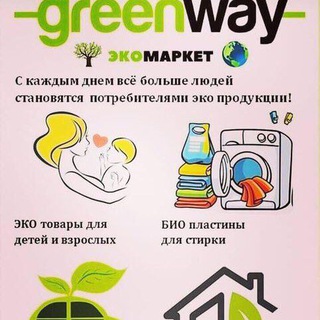 greenway
ЭКОМАРКЕТ
С каждым днем всё больше людей
становятся потребителями эко продукции!
ЭКО товары для
детей и взрослых
БИО пластины
для стирки